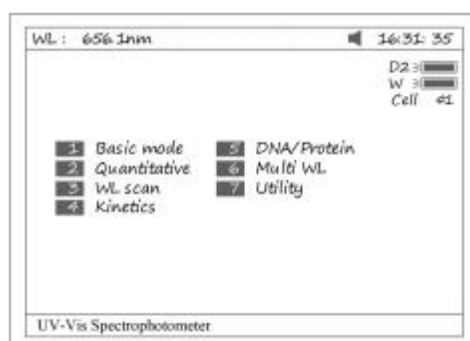 WL: 656.1nm 16:31:35
D2
W
Cell #1
1 Basic mode 5 DNA/Protein
2 Quantitative 6 Multi WL
3 WL scan 7 Utility
4 Kinetics
UV-Vis Spectrophotometer